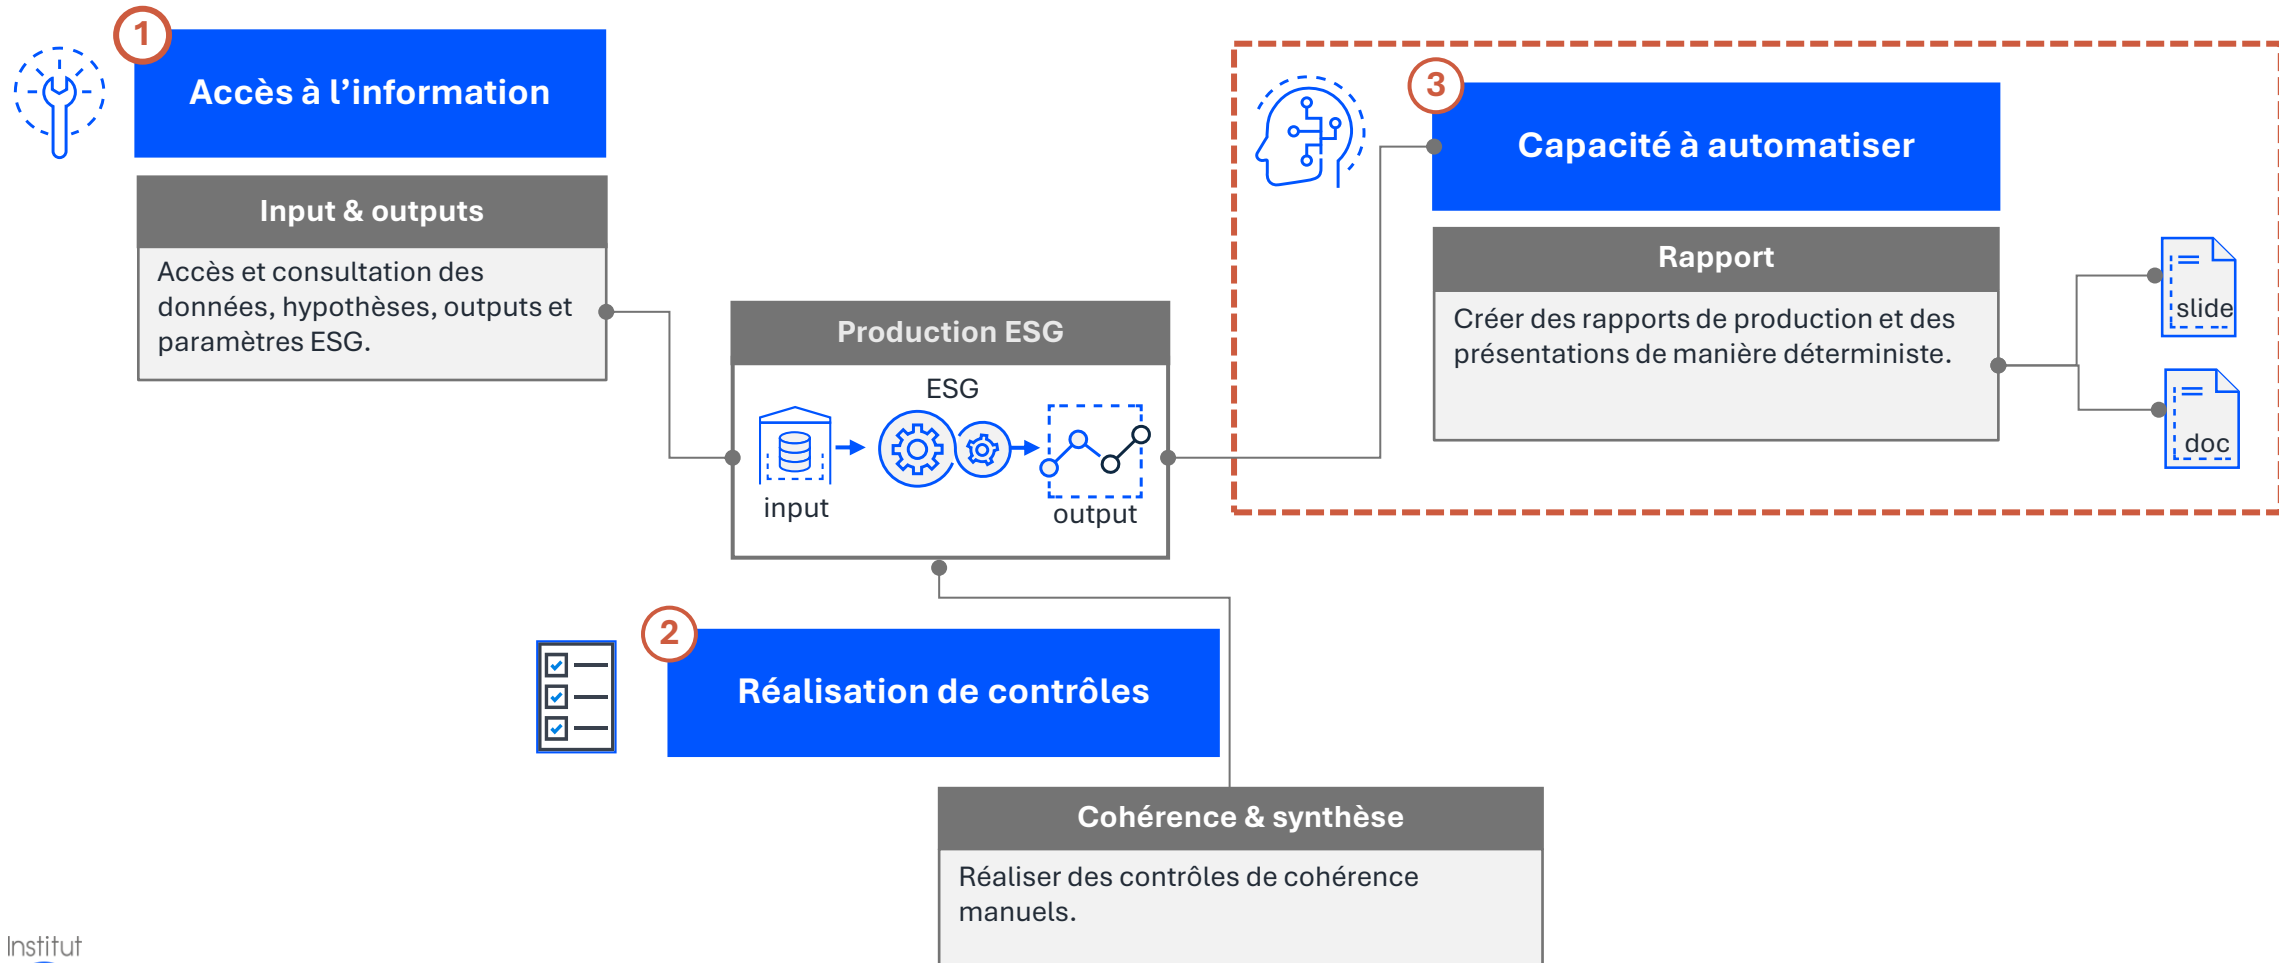 1
Accès à l’information
Input & outputs
Accès et consultation des
données, hypothèses, outputs et
paramètres ESG.
Production ESG
ESG
input
output
3
Capacité à automatiser
Rapport
Créer des rapports de production et des
présentations de manière déterministe.
slide
doc
2
Réalisation de contrôles
Cohérence & synthèse
Réaliser des contrôles de cohérence
manuels.
Institut